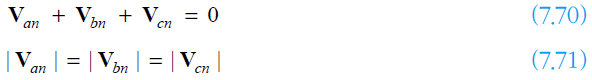 V_an + V_bn + V_cn = 0 (7.70)
|V_an| = |V_bn| = |V_cn| (7.71)